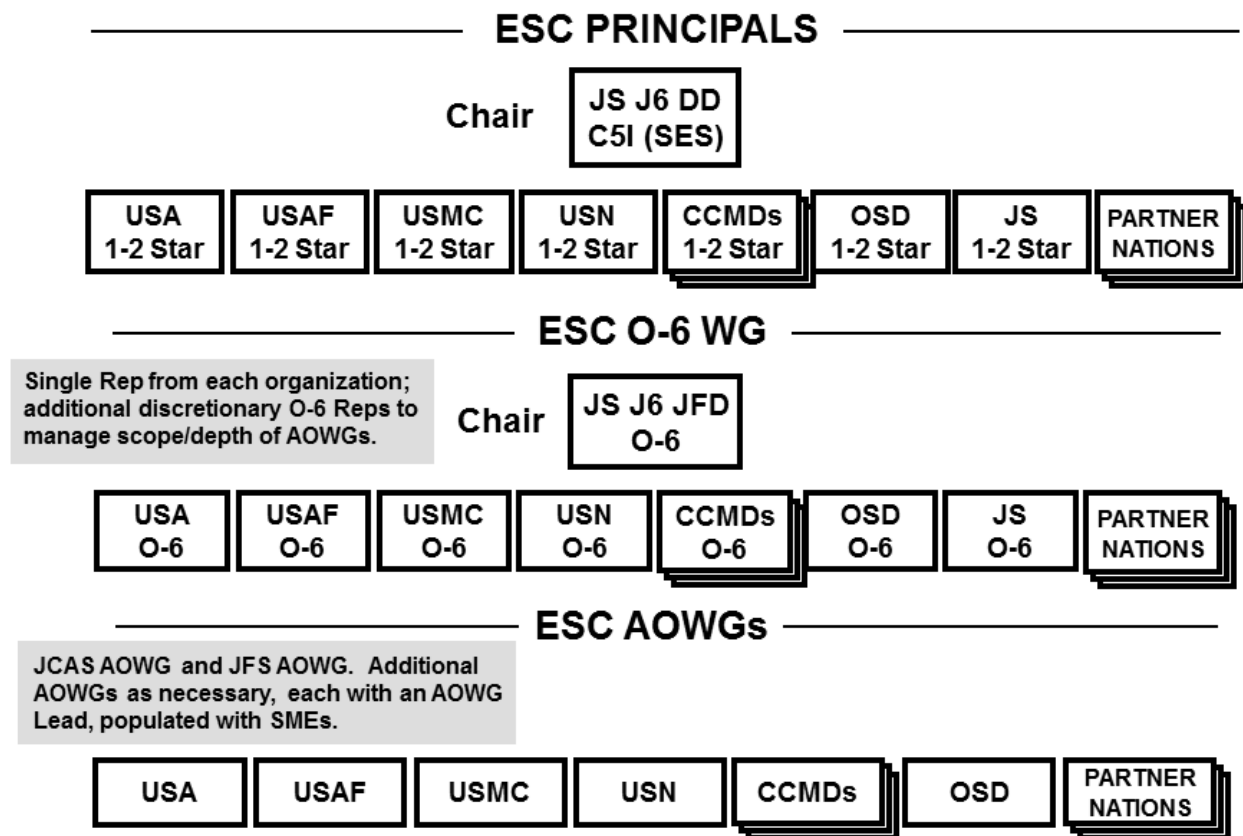 ESC PRINCIPALS
Chair
JS J6 DD
C5I (SES)
USA
1-2 Star
USAF
1-2 Star
USMC
1-2 Star
USN
1-2 Star
CCMDs
1-2 Star
OSD
1-2 Star
JS
1-2 Star
PARTNER
NATIONS
ESC O-6 WG
Single Rep from each organization;
additional discretionary O-6 Reps to
manage scope/depth of AOWGs.
Chair
JS J6 JFD
O-6
USA
O-6
USAF
O-6
USMC
O-6
USN
O-6
CCMDs
O-6
OSD
O-6
JS
O-6
PARTNER
NATIONS
ESC AOWGs
JCAS AOWG and JFS AOWG. Additional
AOWGs as necessary, each with an AOWG
Lead, populated with SMEs.
USA
USAF
USMC
USN
CCMDs
OSD
PARTNER
NATIONS